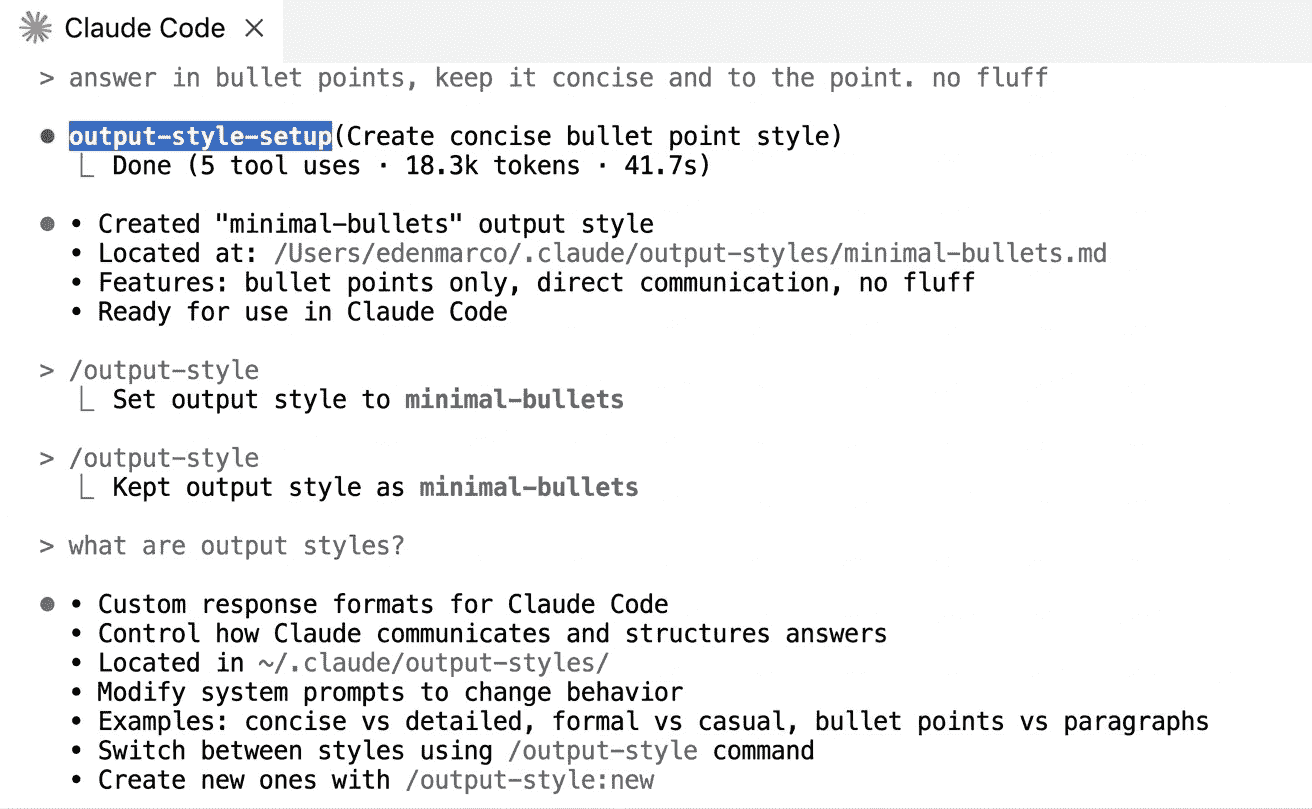 Claude Code ×
> answer in bullet points, keep it concise and to the point. no fluff
● output-style-setup(Create concise bullet point style)
⎿ Done (5 tool uses · 18.3k tokens · 41.7s)
● • Created "minimal-bullets" output style
• Located at: /Users/edenmarco/.claude/output-styles/minimal-bullets.md
• Features: bullet points only, direct communication, no fluff
• Ready for use in Claude Code
> /output-style
⎿ Set output style to minimal-bullets
> /output-style
⎿ Kept output style as minimal-bullets
> what are output styles?
● • Custom response formats for Claude Code
• Control how Claude communicates and structures answers
• Located in ~/.claude/output-styles/
• Modify system prompts to change behavior
• Examples: concise vs detailed, formal vs casual, bullet points vs paragraphs
• Switch between styles using /output-style command
• Create new ones with /output-style:new